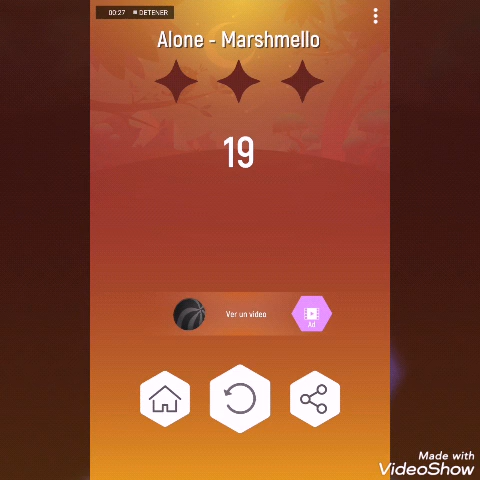 00:27 DETENER
Alone - Marshmello
19
Ver un video
Ad
Made with
VideoShow